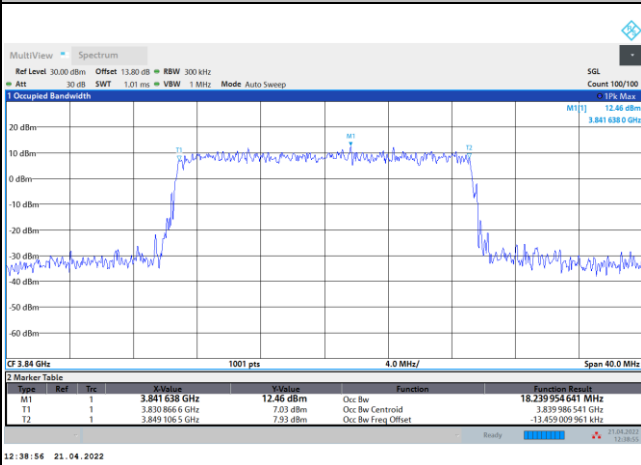 MultiView Spectrum
Ref Level 30.00 dBm Offset 13.80 dB RBW 300 kHz SGL
Att 30 dB SWT 1.01 ms VBW 1 MHz Mode Auto Sweep Count 100/100
1 Occupied Bandwidth 1Pk Max
M1[1] 12.46 dBm
3.841 638 0 GHz
M1
20 dBm
T1 T2
10 dBm
0 dBm
-10 dBm
-20 dBm
-30 dBm
-40 dBm
-50 dBm
-60 dBm
CF 3.84 GHz 1001 pts 4.0 MHz/ Span 40.0 MHz
2 Marker Table
Type Ref Trc X-Value Y-Value Function Function Result
M1 1 3.841 638 GHz 12.46 dBm Occ Bw 18.239 954 641 MHz
T1 1 3.830 866 6 GHz 7.03 dBm Occ Bw Centroid 3.839 986 541 GHz
T2 1 3.849 106 5 GHz 7.93 dBm Occ Bw Freq Offset -13.459 009 961 kHz
Ready 21.04.2022
12:38:55
12:38:56 21.04.2022